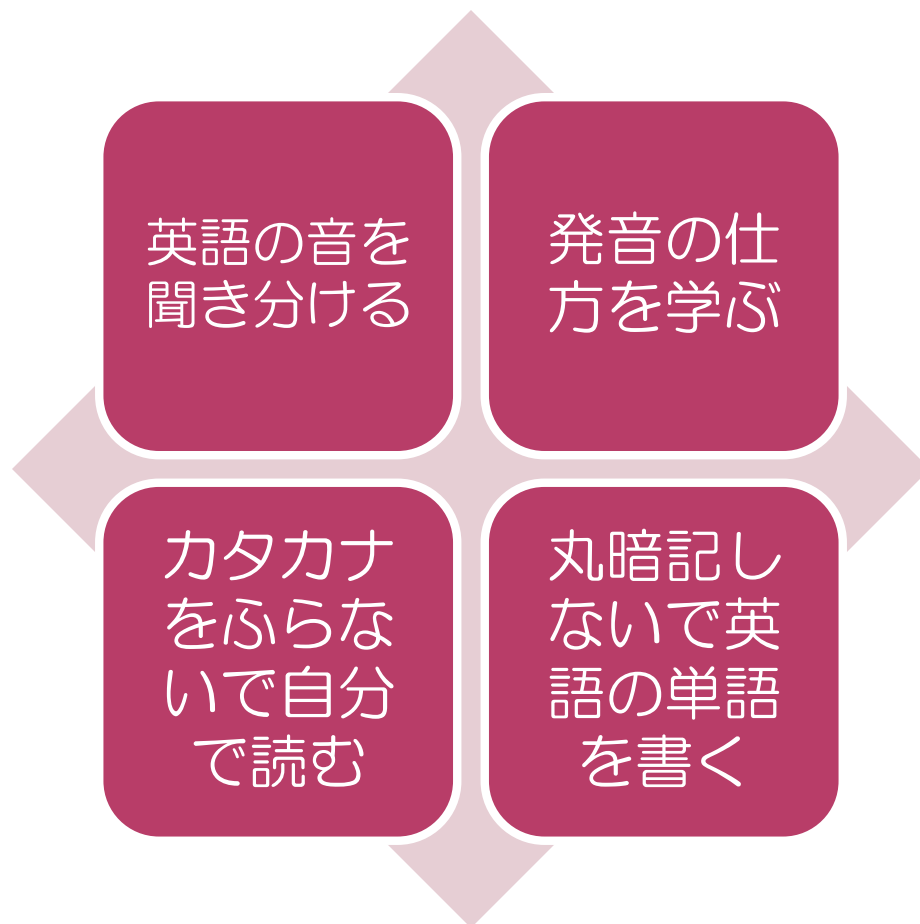 英語の音を
聞き分ける
発音の仕
方を学ぶ
カタカナ
をふらな
いで自分
で読む
丸暗記し
ないで英
語の単語
を書く